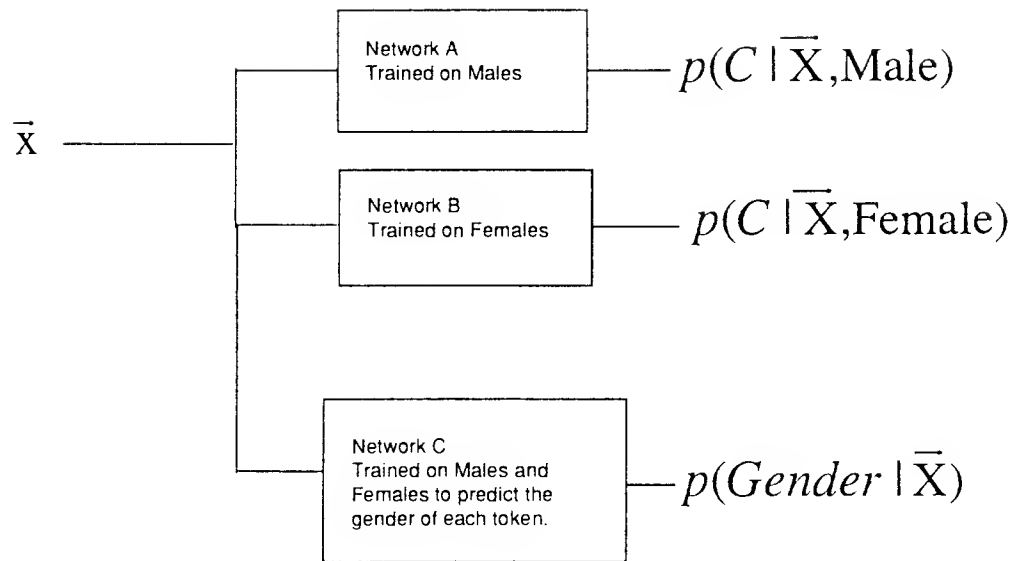 Network A
Trained on Males
p(C | X⃗,Male)
x⃗
Network B
Trained on Females
p(C | X⃗,Female)
Network C
Trained on Males and
Females to predict the
gender of each token.
p(Gender | X⃗)